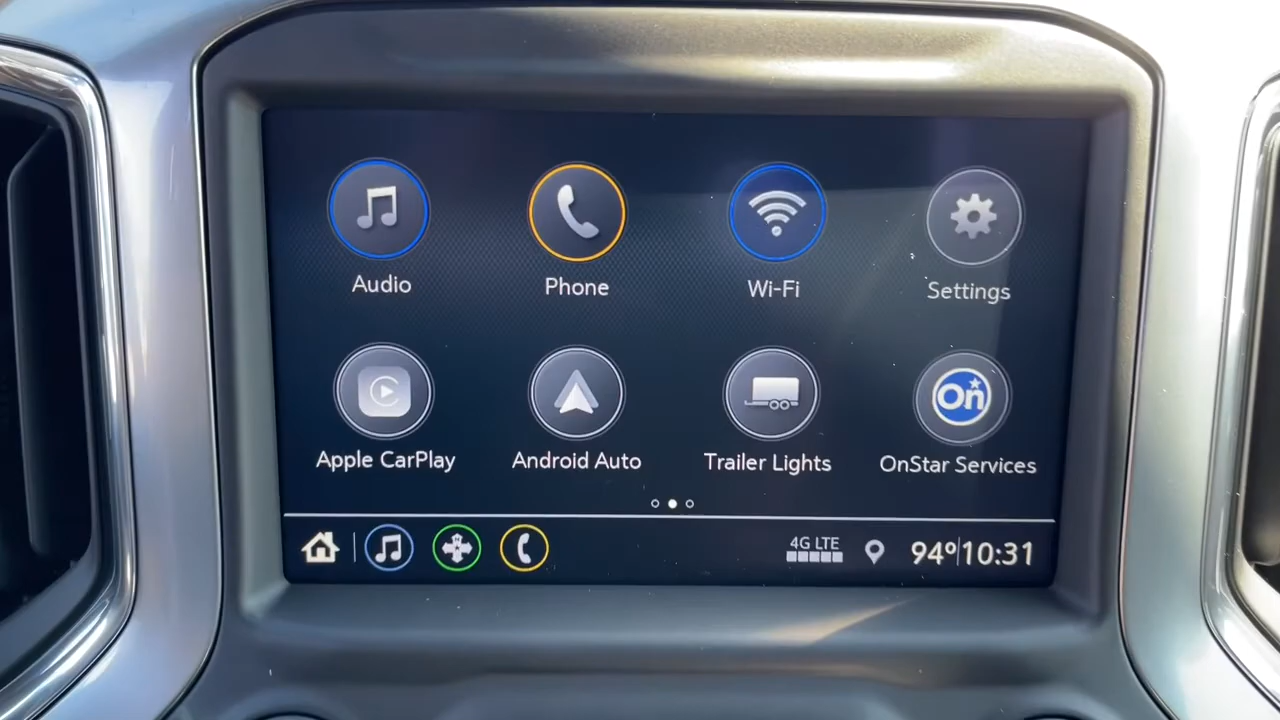 Audio Phone Wi-Fi Settings
On
Apple CarPlay Android Auto Trailer Lights OnStar Services
4G LTE 94° 10:31